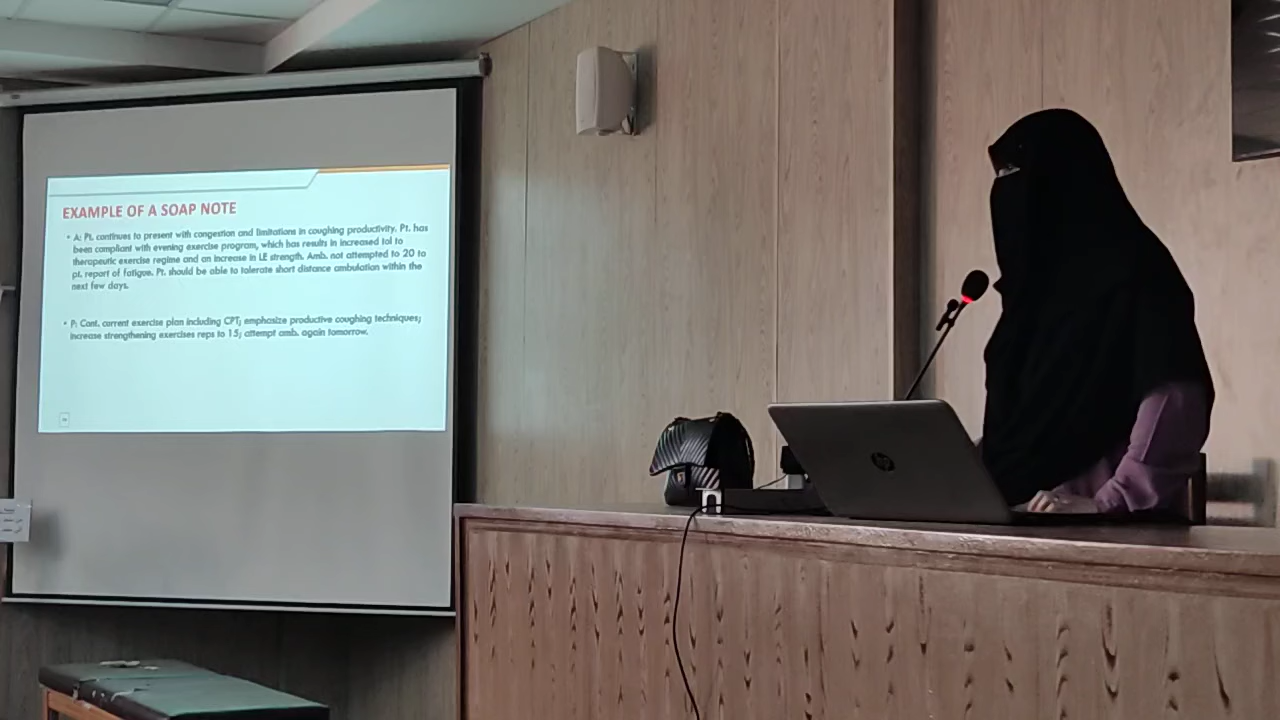 EXAMPLE OF A SOAP NOTE
• A: Pt. continues to present with congestion and limitations in coughing productivity. Pt. has
been compliant with evening exercise program, which has results in increased tol to
therapeutic exercise regime and an increase in LE strength. Amb. not attempted to 20 to
pt. report of fatigue. Pt. should be able to tolerate short distance ambulation within the
next few days.
• P: Cont. current exercise plan including CPT; emphasize productive coughing techniques;
increase strengthening exercises reps to 15; attempt amb. again tomorrow.
hp